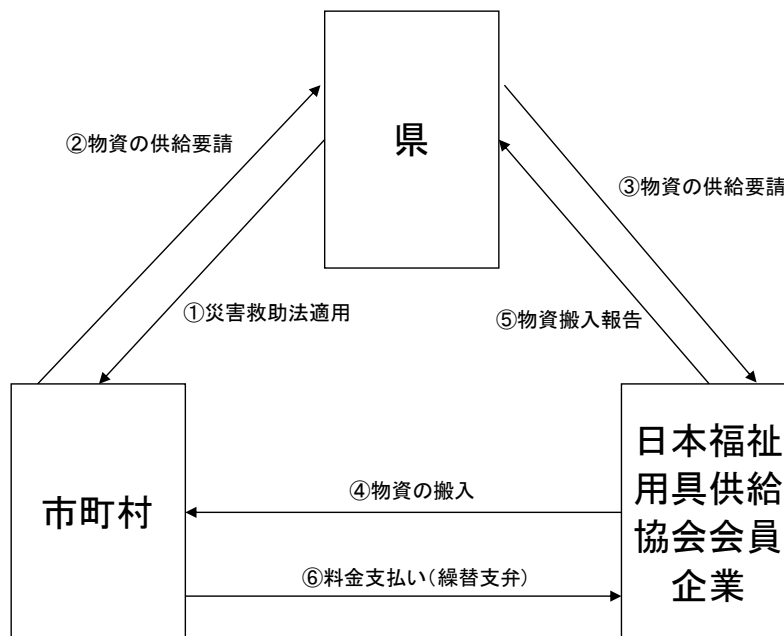 県
②物資の供給要請
③物資の供給要請
①災害救助法適用
⑤物資搬入報告
市町村
日本福祉
用具供給
協会会員
企業
④物資の搬入
⑥料金支払い(繰替支弁)